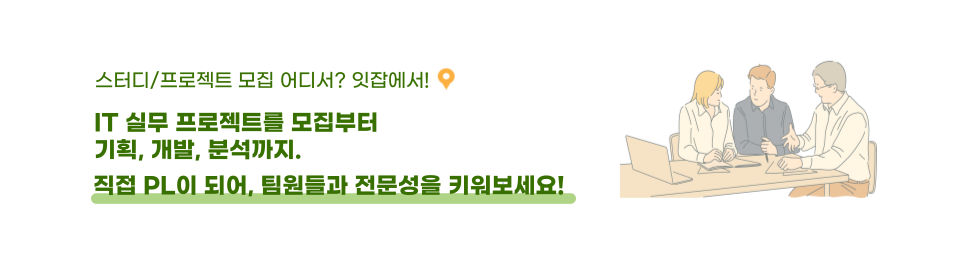 스터디/프로젝트 모집 어디서? 잇잡에서!
IT 실무 프로젝트를 모집부터
기획, 개발, 분석까지.
직접 PL이 되어, 팀원들과 전문성을 키워보세요!